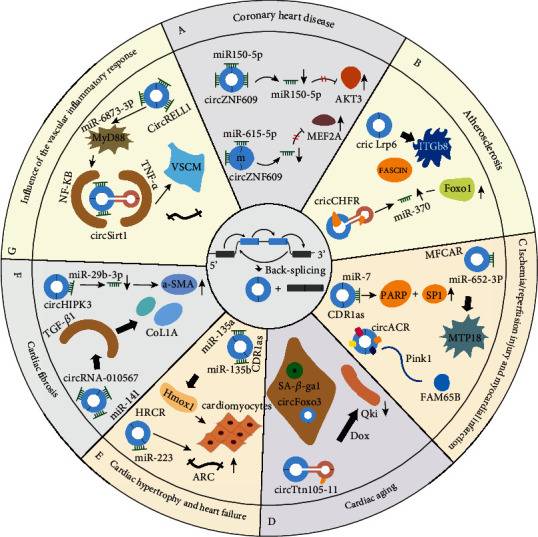 A
Coronary heart disease
miR150-5p
circZNF609
miR150-5p
AKT3
miR-615-5p
m
circZNF609
MEF2A
B
Atherosclerosis
cric Lrp6
ITGb8
FASCIN
cricCHFR
miR-370
Foxo1
C
Ischemia/reperfusion injury and myocardial infarction
MFCAR
miR-652-3P
MTP18
miR-7
CDR1as
PARP
+
SP1
circACR
Pink1
FAM65B
D
Cardiac aging
SA-β-ga1
circFoxo3
Qki
Dox
circTtn105-11
E
Cardiac hypertrophy and heart failure
miR-135a
miR-135b
CDR1as
Hmox1
cardiomyocytes
miR-141
HRCR
miR-223
ARC
F
Cardiac fibrosis
miR-29b-3p
circHIPK3
a-SMA
TGF-β1
CoL1A
circRNA-010567
G
Influence of the vascular inflammatory response
miR-6873-3P
CircRELL1
MyD88
NF-KB
TNF-α
VSCM
circSirt1
5'
3'
Back-splicing
+